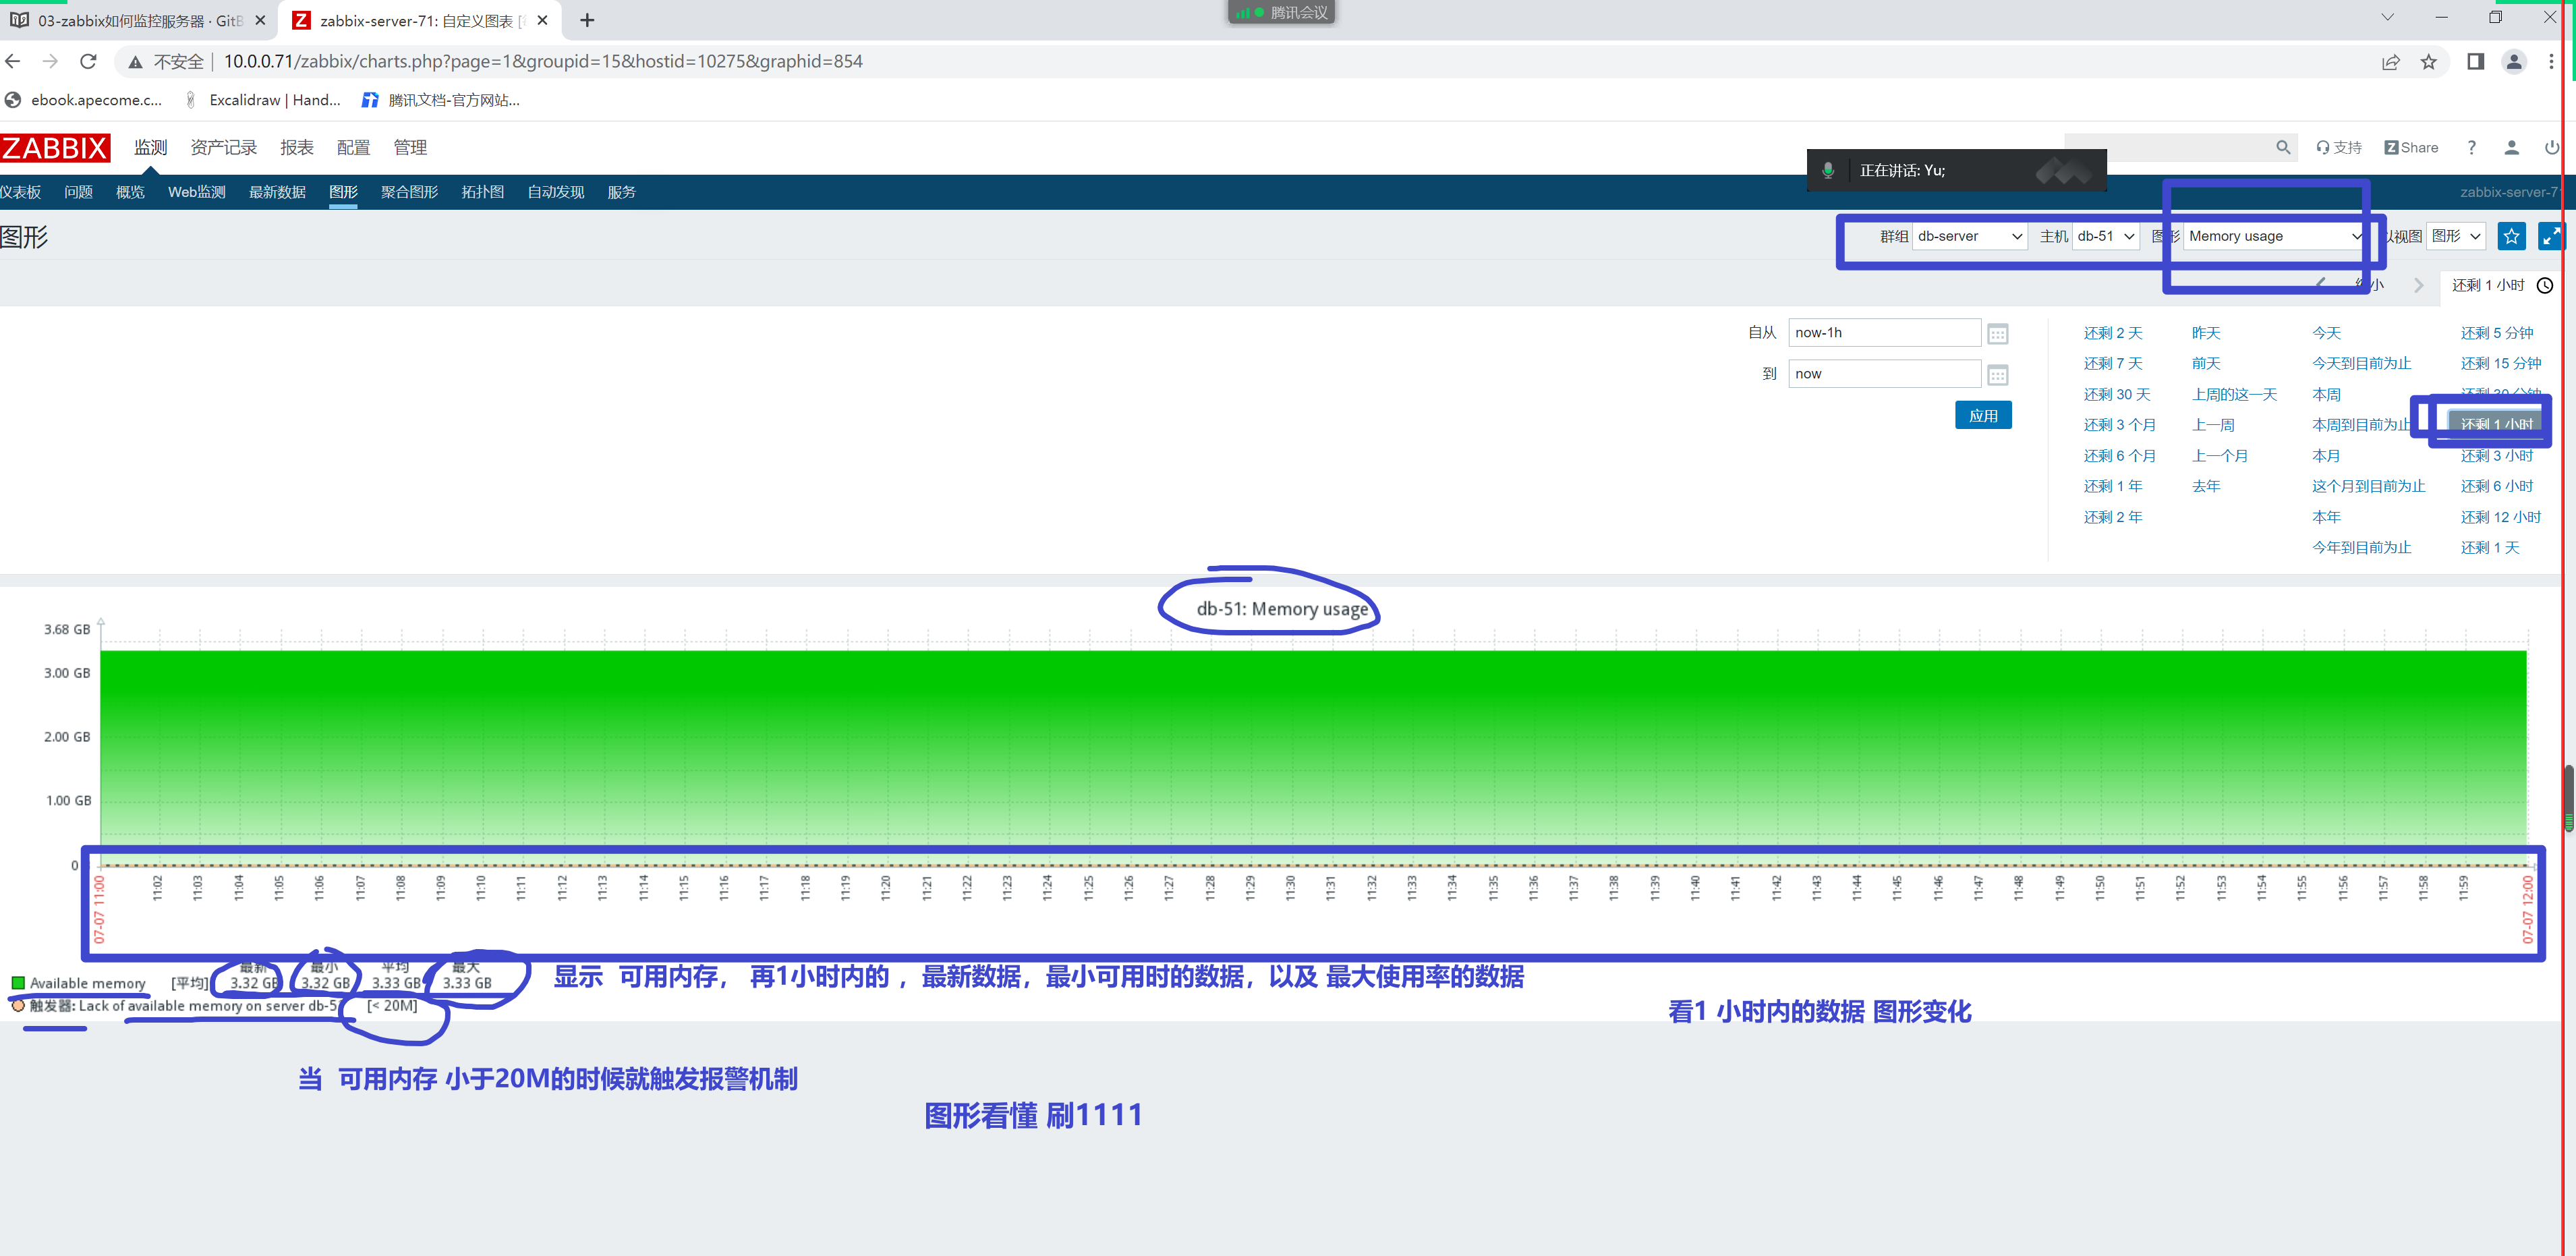 03-zabbix如何监控服务器 · GitB
zabbix-server-71: 自定义图表 [
腾讯会议
不安全
10.0.0.71/zabbix/charts.php?page=1&groupid=15&hostid=10275&graphid=854
ebook.apecome.c...
Excalidraw | Hand...
腾讯文档-官方网站...
ZABBIX
监测 资产记录 报表 配置 管理
支持
Z Share
?
正在讲话: Yu;
仪表板 问题 概览 Web监测 最新数据 图形 聚合图形 拓扑图 自动发现 服务
zabbix-server-7
图形
群组 db-server 主机 db-51 图形 Memory usage 视图 图形
小
还剩 1 小时
自从 now-1h
到 now
应用
还剩 2 天 昨天 今天 还剩 5 分钟
还剩 7 天 前天 今天到目前为止 还剩 15 分钟
还剩 30 天 上周的这一天 本周 还剩 30 分钟
还剩 3 个月 上一周 本周到目前为止 还剩 1 小时
还剩 6 个月 上一个月 本月 还剩 3 小时
还剩 1 年 去年 这个月到目前为止 还剩 6 小时
还剩 2 年 本年 还剩 12 小时
今年到目前为止 还剩 1 天
db-51: Memory usage
3.68 GB
3.00 GB
2.00 GB
1.00 GB
0
07-07 11:00 11:02 11:03 11:04 11:05 11:06 11:07 11:08 11:09 11:10 11:11 11:12 11:13 11:14 11:15 11:16 11:17 11:18 11:19 11:20 11:21 11:22 11:23 11:24 11:25 11:26 11:27 11:28 11:29 11:30 11:31 11:32 11:33 11:34 11:35 11:36 11:37 11:38 11:39 11:40 11:41 11:42 11:43 11:44 11:45 11:46 11:47 11:48 11:49 11:50 11:51 11:52 11:53 11:54 11:55 11:56 11:57 11:58 11:59 07-07 12:00
最新 最小 平均 最大
Available memory [平均] 3.32 GB 3.32 GB 3.33 GB 3.33 GB
显示 可用内存， 再1小时内的 ，最新数据，最小可用时的数据，以及 最大使用率的数据
触发器: Lack of available memory on server db-5 [< 20M]
看1 小时内的数据 图形变化
当 可用内存 小于20M的时候就触发报警机制
图形看懂 刷1111